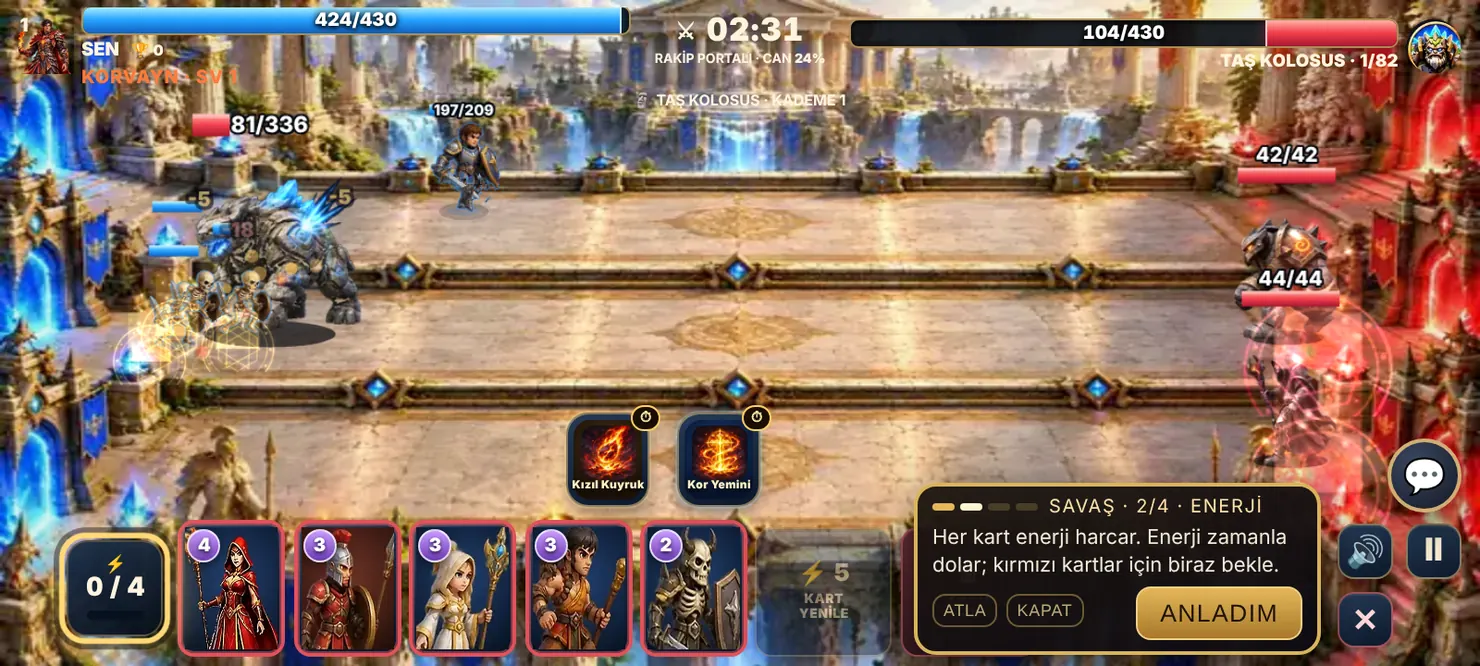 1
424/430
SEN 🏆 0
KORVAYN · SV 1
⚔ 02:31
RAKİP PORTALI · CAN 24%
TAŞ KOLOSUS · KADEME 1
104/430
TAŞ KOLOSUS · 1/82
81/336
197/209
42/42
-5
-5
18
44/44
Kızıl Kuyruk
Kor Yemini
0/4
4
3
3
3
2
⚡ 5
KART
YENİLE
SAVAŞ · 2/4 · ENERJİ
Her kart enerji harcar. Enerji zamanla
dolar; kırmızı kartlar için biraz bekle.
ATLA
KAPAT
ANLADIM